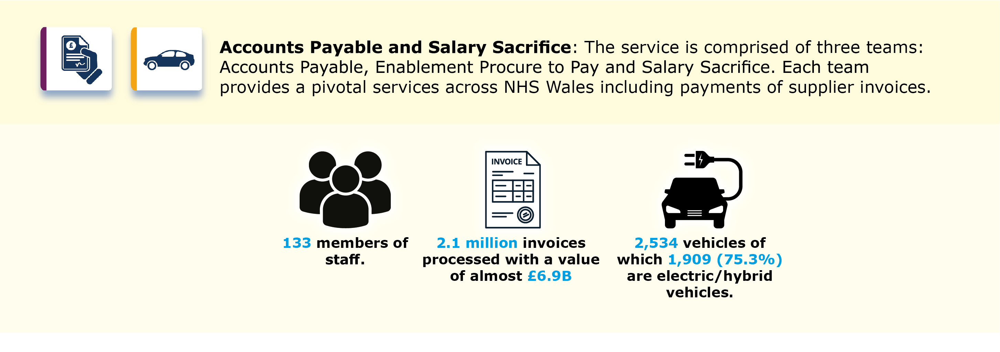 £
Accounts Payable and Salary Sacrifice: The service is comprised of three teams:
Accounts Payable, Enablement Procure to Pay and Salary Sacrifice. Each team
provides a pivotal services across NHS Wales including payments of supplier invoices.
INVOICE
133 members of
staff.
2.1 million invoices
processed with a value
of almost £6.9B
2,534 vehicles of
which 1,909 (75.3%)
are electric/hybrid
vehicles.